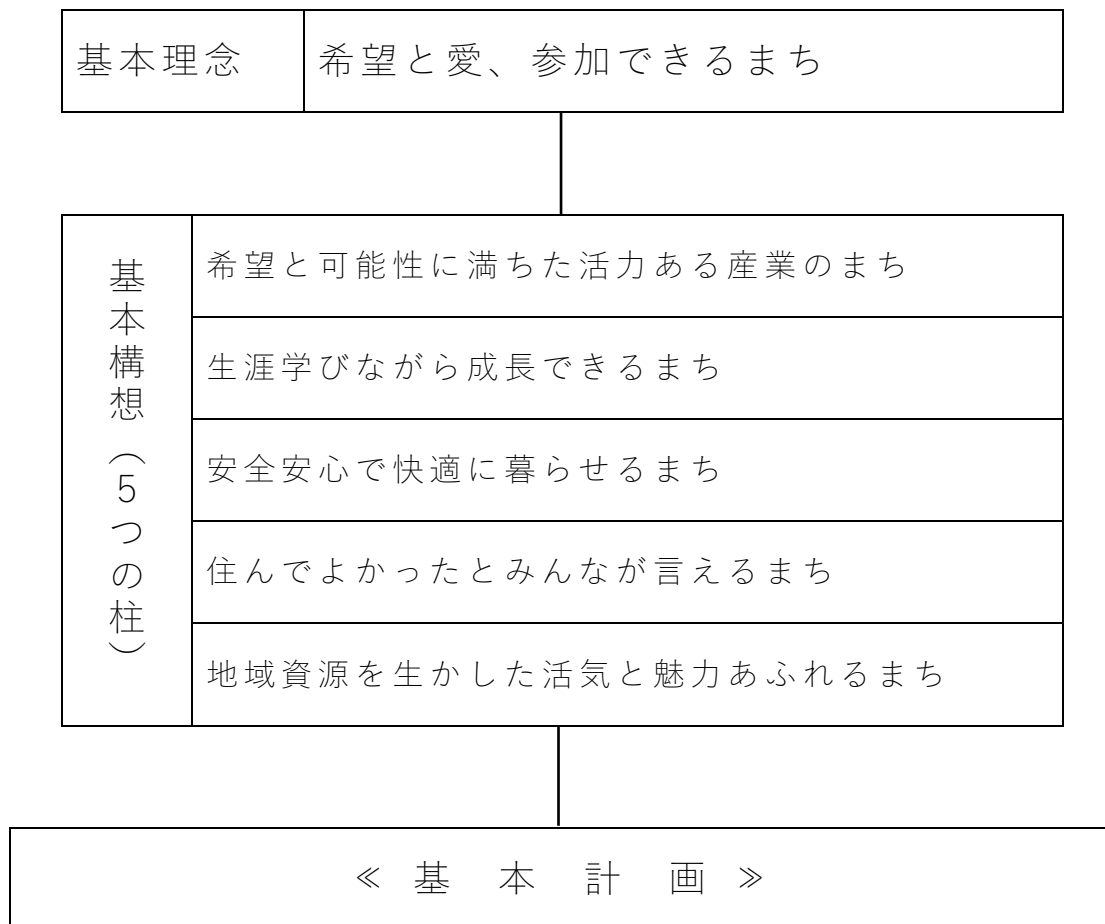 基本理念
希望と愛、参加できるまち
基本構想（5つの柱）
希望と可能性に満ちた活力ある産業のまち
生涯学びながら成長できるまち
安全安心で快適に暮らせるまち
住んでよかったとみんなが言えるまち
地域資源を生かした活気と魅力あふれるまち
≪ 基 本 計 画 ≫